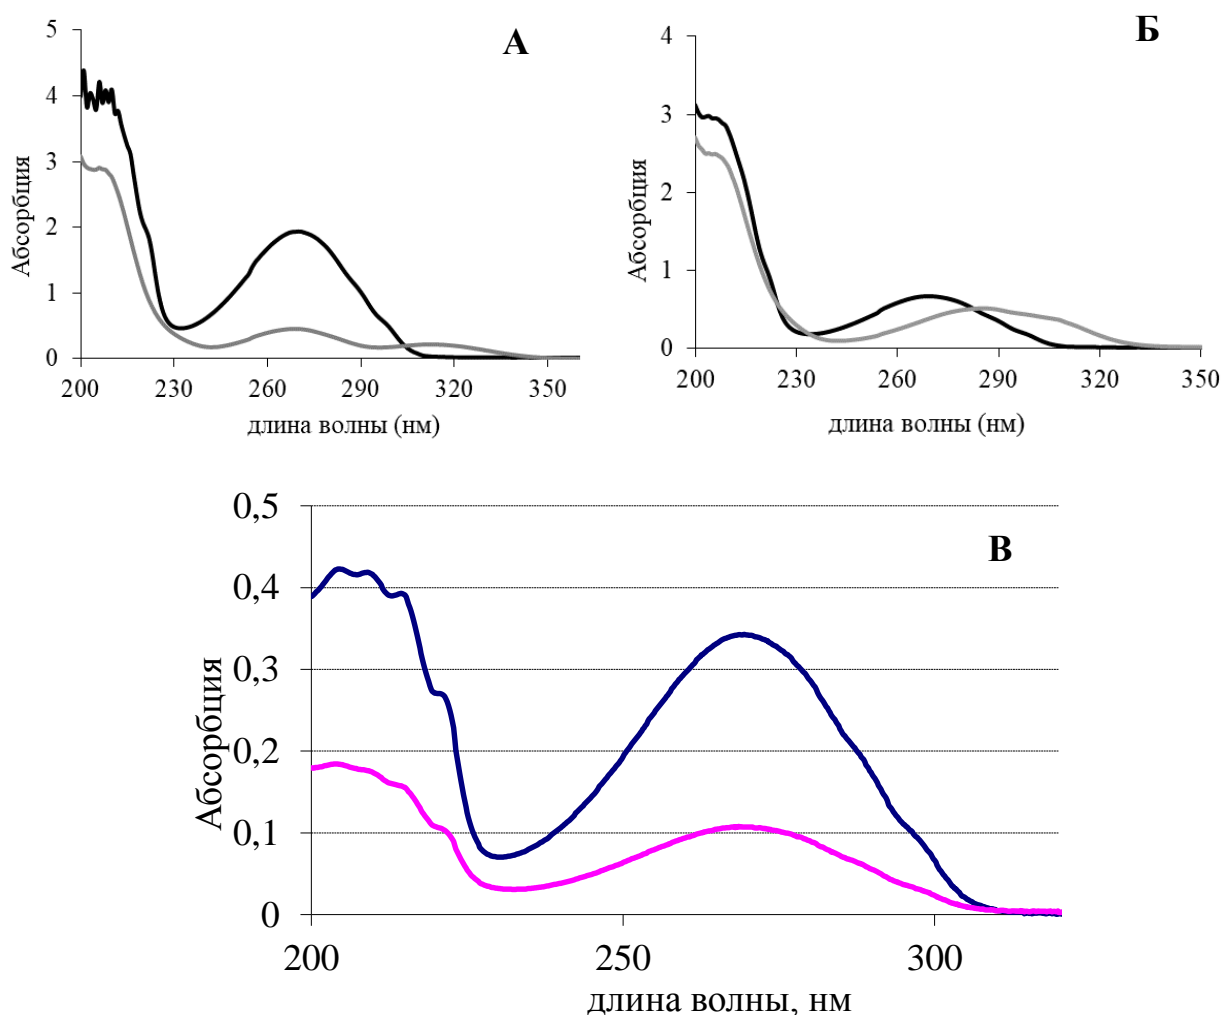 А
5
4
3
2
1
0
Абсорбция
200 230 260 290 320 350
длина волны (нм)
Б
4
3
2
1
0
Абсорбция
200 230 260 290 320 350
длина волны (нм)
В
0,5
0,4
0,3
0,2
0,1
0
Абсорбция
200 250 300
длина волны, нм